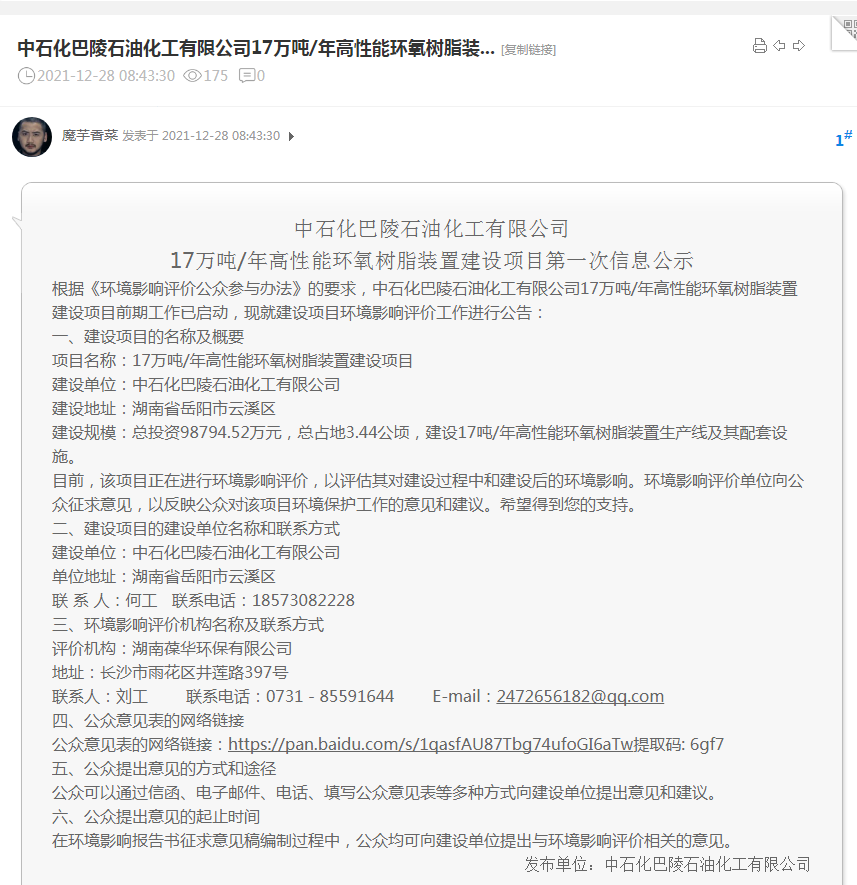 中石化巴陵石油化工有限公司17万吨/年高性能环氧树脂装... [复制链接]
2021-12-28 08:43:30 175 0
魔芋香菜 发表于 2021-12-28 08:43:30
1#
中石化巴陵石油化工有限公司
17万吨/年高性能环氧树脂装置建设项目第一次信息公示
根据《环境影响评价公众参与办法》的要求，中石化巴陵石油化工有限公司17万吨/年高性能环氧树脂装置
建设项目前期工作已启动，现就建设项目环境影响评价工作进行公告：
一、建设项目的名称及概要
项目名称：17万吨/年高性能环氧树脂装置建设项目
建设单位：中石化巴陵石油化工有限公司
建设地址：湖南省岳阳市云溪区
建设规模：总投资98794.52万元，总占地3.44公顷，建设17吨/年高性能环氧树脂装置生产线及其配套设
施。
目前，该项目正在进行环境影响评价，以评估其对建设过程中和建设后的环境影响。环境影响评价单位向公
众征求意见，以反映公众对该项目环境保护工作的意见和建议。希望得到您的支持。
二、建设项目的建设单位名称和联系方式
建设单位：中石化巴陵石油化工有限公司
单位地址：湖南省岳阳市云溪区
联 系 人：何工 联系电话：18573082228
三、环境影响评价机构名称及联系方式
评价机构：湖南葆华环保有限公司
地址：长沙市雨花区井莲路397号
联系人：刘工 联系电话：0731－85591644 E-mail：2472656182@qq.com
四、公众意见表的网络链接
公众意见表的网络链接：https://pan.baidu.com/s/1qasfAU87Tbg74ufoGI6aTw提取码: 6gf7
五、公众提出意见的方式和途径
公众可以通过信函、电子邮件、电话、填写公众意见表等多种方式向建设单位提出意见和建议。
六、公众提出意见的起止时间
在环境影响报告书征求意见稿编制过程中，公众均可向建设单位提出与环境影响评价相关的意见。
发布单位：中石化巴陵石油化工有限公司